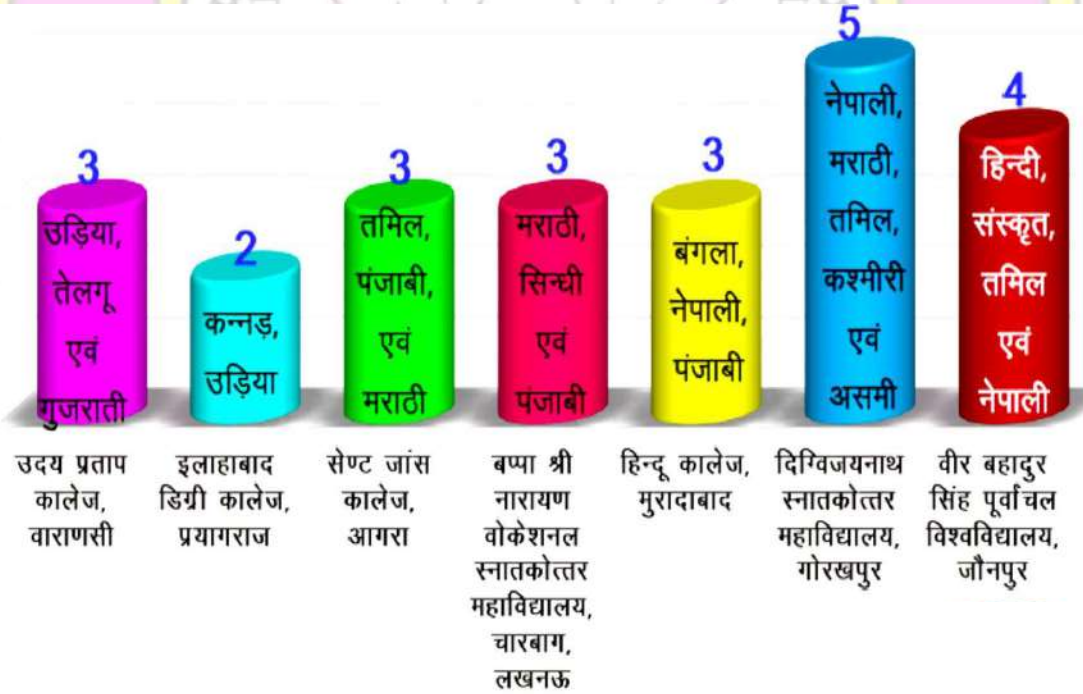 3
उड़िया,
तेलगू
एवं
गुजराती
2
कन्नड़,
उड़िया
3
तमिल,
पंजाबी,
एवं
मराठी
3
मराठी,
सिन्धी
एवं
पंजाबी
3
बंगला,
नेपाली,
पंजाबी
5
नेपाली,
मराठी,
तमिल,
कश्मीरी
एवं
असमी
4
हिन्दी,
संस्कृत,
तमिल
एवं
नेपाली
उदय प्रताप
कालेज,
वाराणसी
इलाहाबाद
डिग्री कालेज,
प्रयागराज
सेण्ट जांस
कालेज,
आगरा
बप्पा श्री
नारायण
वोकेशनल
स्नातकोत्तर
महाविद्यालय,
चारबाग,
लखनऊ
हिन्दू कालेज,
मुरादाबाद
दिग्विजयनाथ
स्नातकोत्तर
महाविद्यालय,
गोरखपुर
वीर बहादुर
सिंह पूर्वांचल
विश्वविद्यालय,
जौनपुर